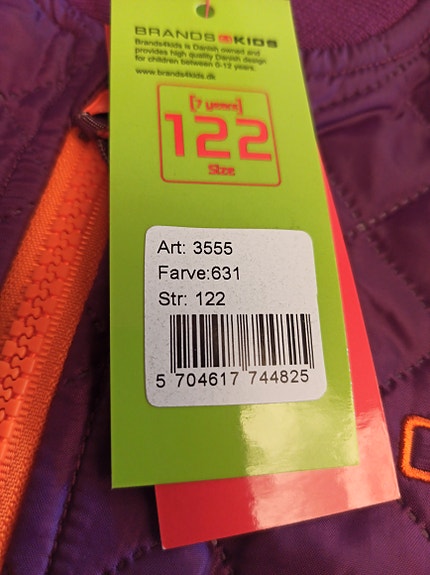 BRANDS KIDS
Brands4kids is Danish owned and
provides high quality Danish design
for children between 0-12 years.
www.brands4kids.dk
[7 years]
122
Size
Art: 3555
Farve:631
Str: 122
5 704617 744825